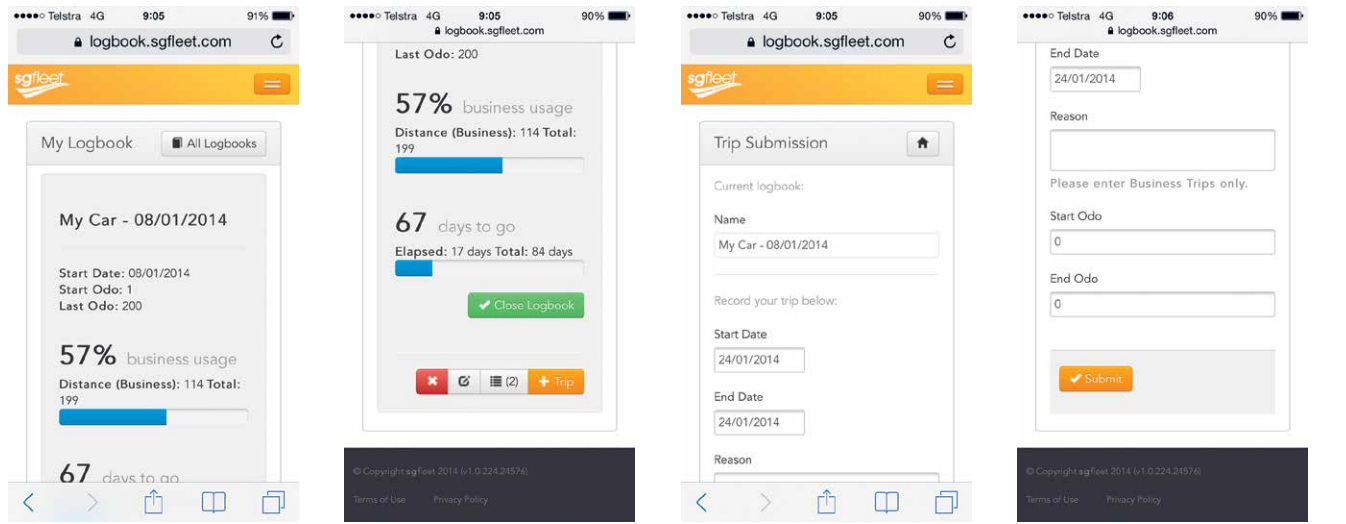 Telstra 4G 9:05 91%
logbook.sgfleet.com
sgfleet
My Logbook
All Logbooks
My Car - 08/01/2014
Start Date: 08/01/2014
Start Odo: 1
Last Odo: 200
57% business usage
Distance (Business): 114 Total:
199
67 days to go
Telstra 4G 9:05 90%
logbook.sgfleet.com
Last Odo: 200
57% business usage
Distance (Business): 114 Total:
199
67 days to go
Elapsed: 17 days Total: 84 days
Close Logbook
(2)
Trip
© Copyright sgfleet 2014 (v1.0.224.24576)
Terms of Use Privacy Policy
Telstra 4G 9:05 90%
logbook.sgfleet.com
sgfleet
Trip Submission
Current logbook:
Name
My Car - 08/01/2014
Record your trip below:
Start Date
24/01/2014
End Date
24/01/2014
Reason
Telstra 4G 9:06 90%
logbook.sgfleet.com
End Date
24/01/2014
Reason
Please enter Business Trips only.
Start Odo
0
End Odo
0
Submit
© Copyright sgfleet 2014 (v1.0.224.24576)
Terms of Use Privacy Policy